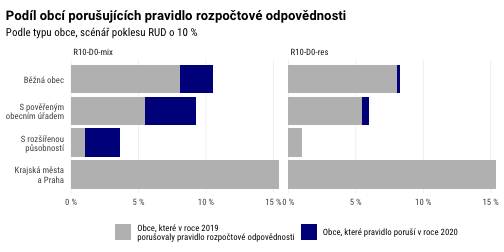 Podíl obcí porušujících pravidlo rozpočtové odpovědnosti
Podle typu obce, scénář poklesu RUD o 10 %
R10-D0-mix
R10-D0-res
Běžná obec
S pověřeným
obecním úřadem
S rozšířenou
působností
Krajská města
a Praha
0 %
5 %
10 %
15 %
0 %
5 %
10 %
15 %
Obce, které v roce 2019
porušovaly pravidlo rozpočtové odpovědnosti
Obce, které pravidlo poruší v roce 2020